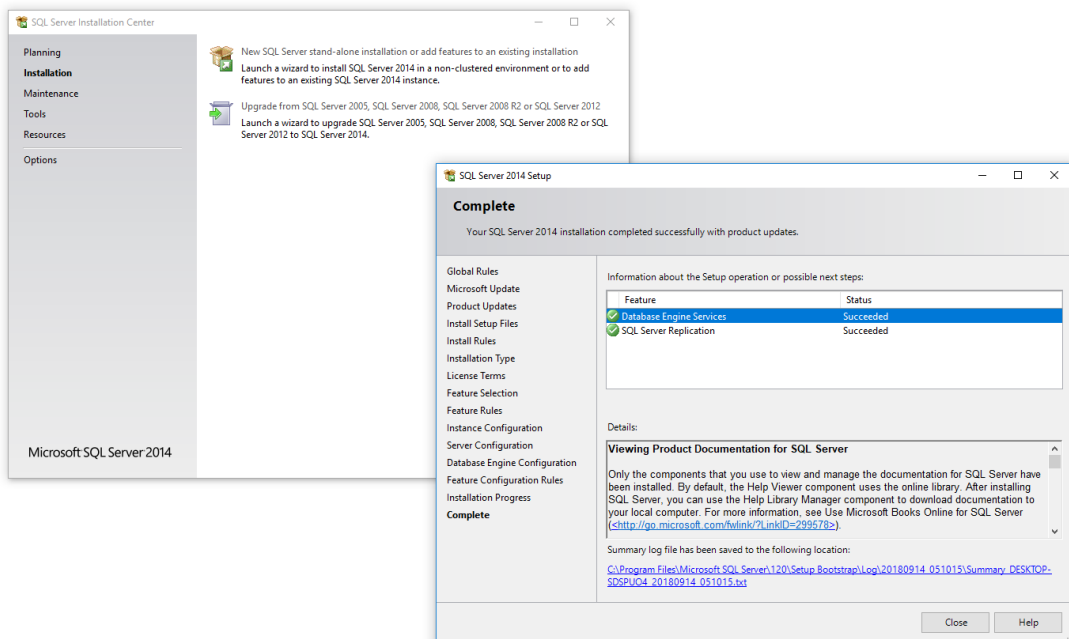 SQL Server Installation Center
Planning
Installation
Maintenance
Tools
Resources
Options
Microsoft SQL Server 2014
New SQL Server stand-alone installation or add features to an existing installation
Launch a wizard to install SQL Server 2014 in a non-clustered environment or to add
features to an existing SQL Server 2014 instance.
Upgrade from SQL Server 2005, SQL Server 2008, SQL Server 2008 R2 or SQL Server 2012
Launch a wizard to upgrade SQL Server 2005, SQL Server 2008, SQL Server 2008 R2 or SQL
Server 2012 to SQL Server 2014.
SQL Server 2014 Setup
Complete
Your SQL Server 2014 installation completed successfully with product updates.
Global Rules
Microsoft Update
Product Updates
Install Setup Files
Install Rules
Installation Type
License Terms
Feature Selection
Feature Rules
Instance Configuration
Server Configuration
Database Engine Configuration
Feature Configuration Rules
Installation Progress
Complete
Information about the Setup operation or possible next steps:
Feature Status
Database Engine Services Succeeded
SQL Server Replication Succeeded
Details:
Viewing Product Documentation for SQL Server
Only the components that you use to view and manage the documentation for SQL Server have
been installed. By default, the Help Viewer component uses the online library. After installing
SQL Server, you can use the Help Library Manager component to download documentation to
your local computer. For more information, see Use Microsoft Books Online for SQL Server
(<http://go.microsoft.com/fwlink/?LinkID=299578>).
Summary log file has been saved to the following location:
C:\Program Files\Microsoft SQL Server\120\Setup Bootstrap\Log\20180914_051015\Summary_DESKTOP-
SDSPUO4_20180914_051015.txt
Close Help